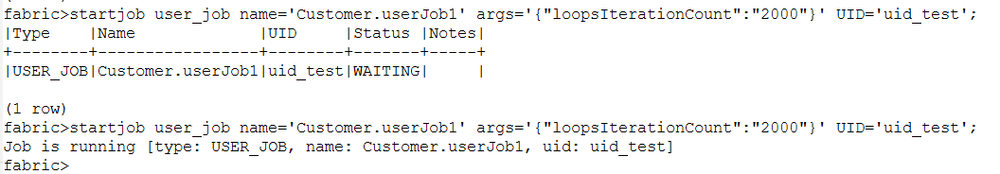 fabric>startjob user_job name='Customer.userJob1' args='{"loopsIterationCount":"2000"}' UID='uid_test';
|Type    |Name              |UID     |Status |Notes|
+--------+------------------+--------+-------+-----+
|USER_JOB|Customer.userJob1|uid_test|WAITING|     |
(1 row)
fabric>startjob user_job name='Customer.userJob1' args='{"loopsIterationCount":"2000"}' UID='uid_test';
Job is running [type: USER_JOB, name: Customer.userJob1, uid: uid_test]
fabric>